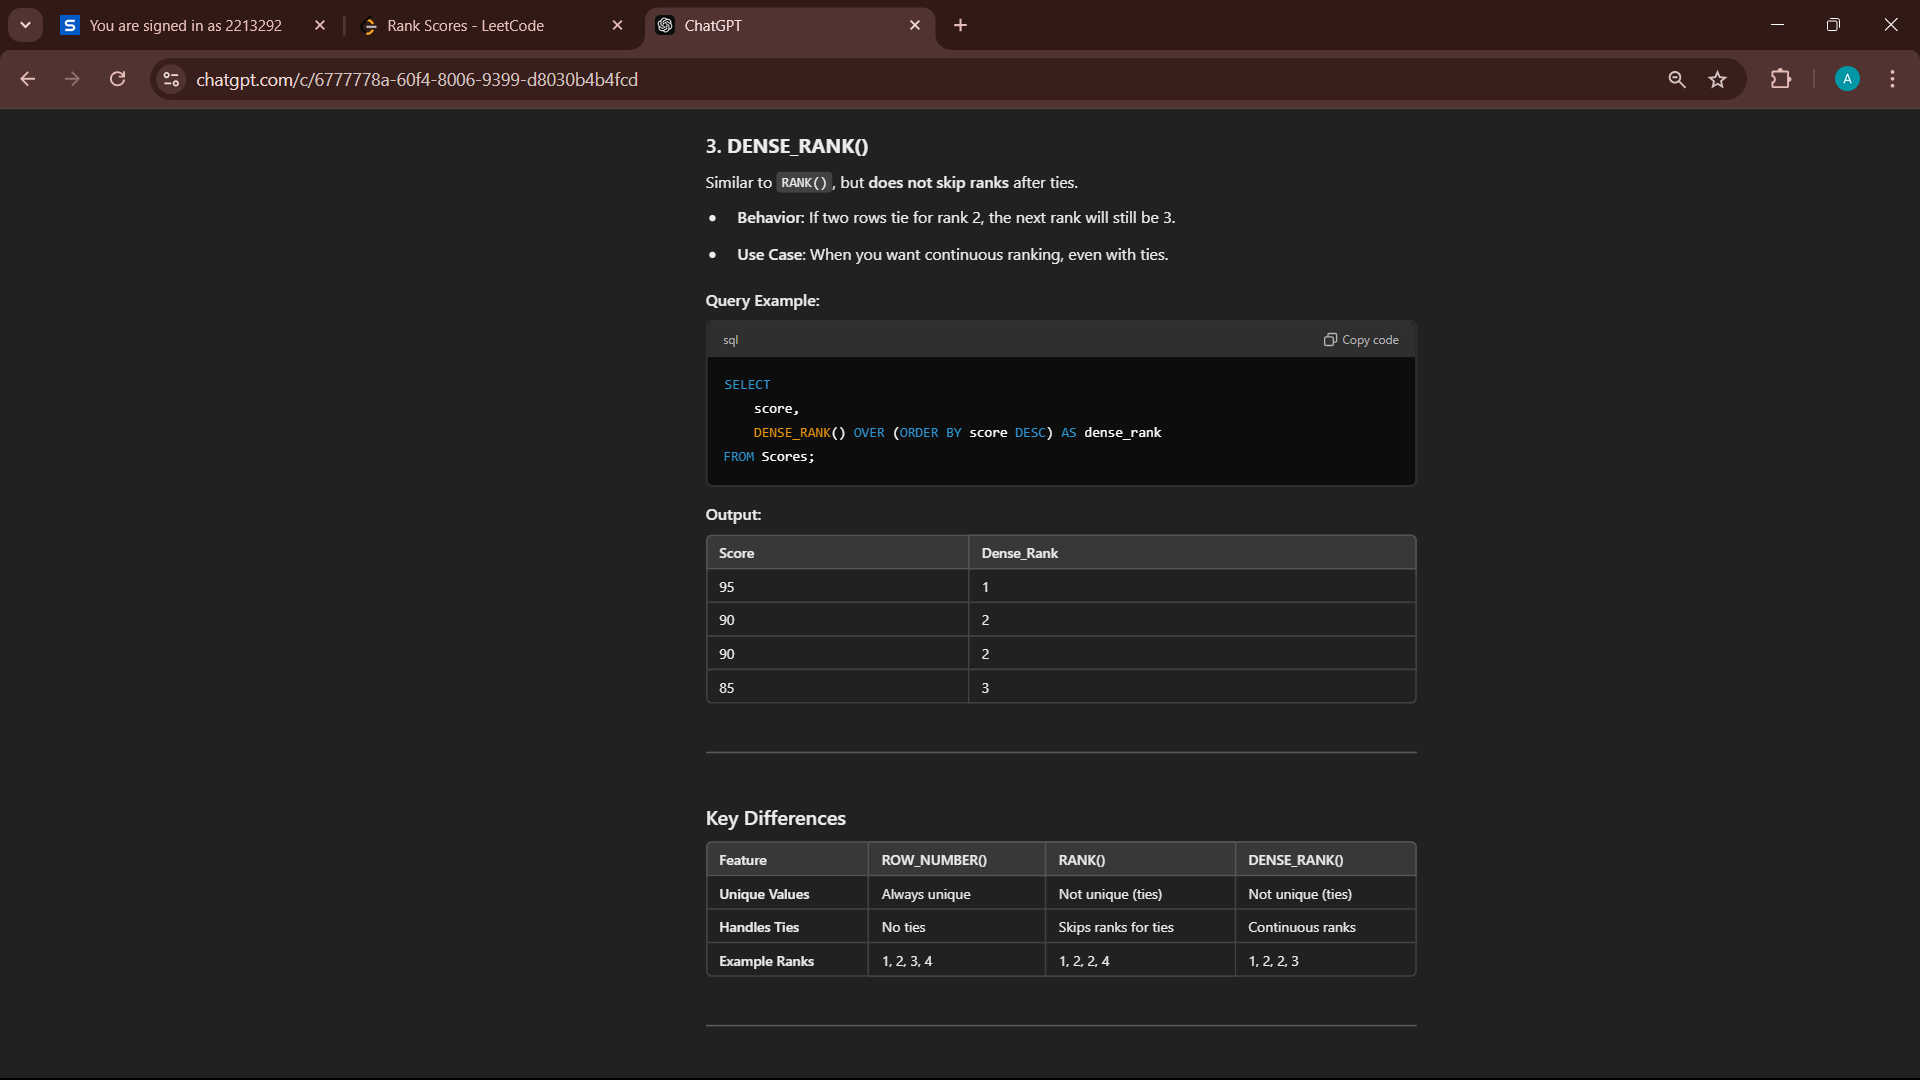 You are signed in as 2213292
Rank Scores - LeetCode
ChatGPT
chatgpt.com/c/6777778a-60f4-8006-9399-d8030b4b4fcd
A
3. DENSE_RANK()
Similar to RANK(), but does not skip ranks after ties.
• Behavior: If two rows tie for rank 2, the next rank will still be 3.
• Use Case: When you want continuous ranking, even with ties.
Query Example:
sql
Copy code
SELECT
score,
DENSE_RANK() OVER (ORDER BY score DESC) AS dense_rank
FROM Scores;
Output:
Score Dense_Rank
95 1
90 2
90 2
85 3
Key Differences
Feature ROW_NUMBER() RANK() DENSE_RANK()
Unique Values Always unique Not unique (ties) Not unique (ties)
Handles Ties No ties Skips ranks for ties Continuous ranks
Example Ranks 1, 2, 3, 4 1, 2, 2, 4 1, 2, 2, 3